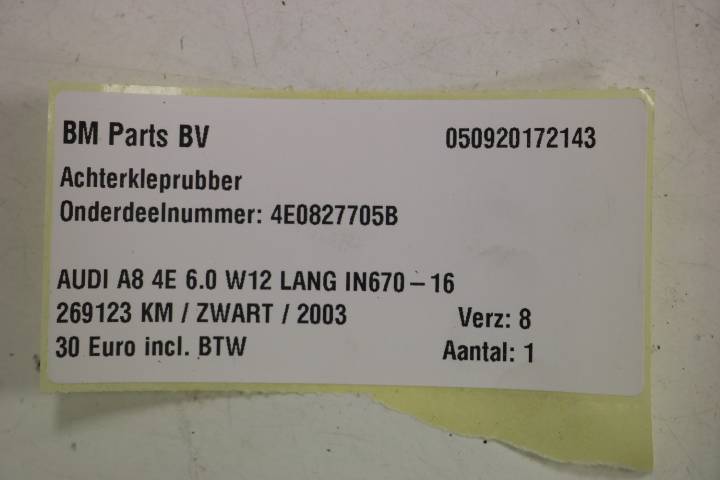 BM Parts BV 050920172143
Achterkleprubber
Onderdeelnummer: 4E0827705B
AUDI A8 4E 6.0 W12 LANG IN670 – 16
269123 KM / ZWART / 2003 Verz: 8
30 Euro incl. BTW Aantal: 1